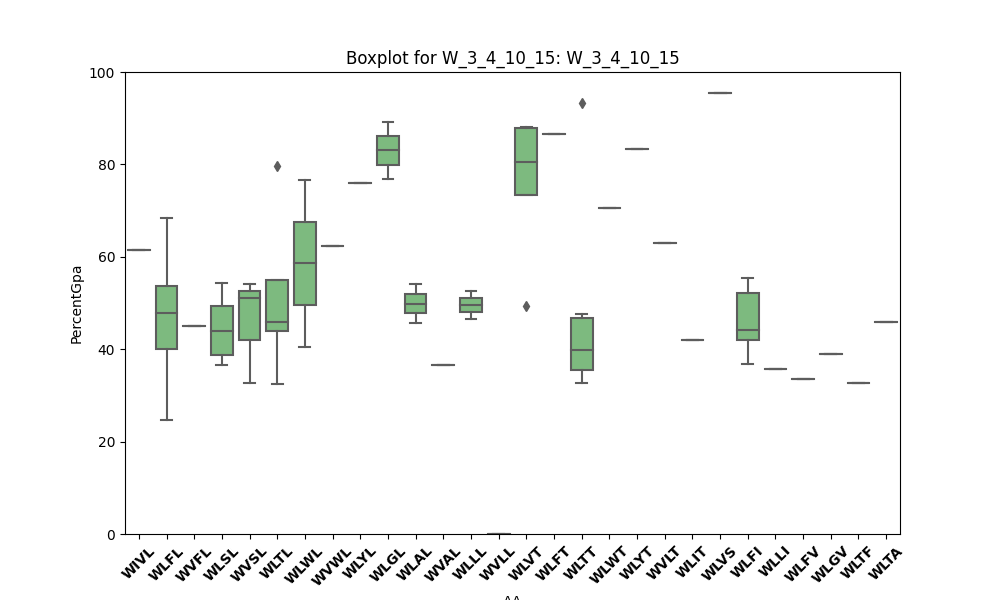 Boxplot for W_3_4_10_15: W_3_4_10_15
PercentGpa
100
80
60
40
20
0
WIVL
WLFL
WVFL
WLSL
WVSL
WLTL
WLWL
WVWL
WLYL
WLGL
WLAL
WVAL
WLLL
WVLL
WLVT
WLFT
WLTT
WLWT
WLYT
WVLT
WLIT
WLVS
WLFI
WLLI
WLFV
WLGV
WLTF
WLTA
AA